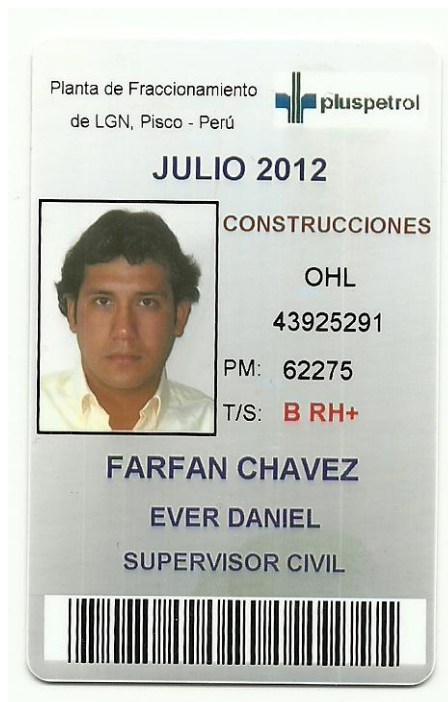 Planta de Fraccionamiento
de LGN, Pisco - Perú
pluspetrol
JULIO 2012
CONSTRUCCIONES
OHL
43925291
PM: 62275
T/S: B RH+
FARFAN CHAVEZ
EVER DANIEL
SUPERVISOR CIVIL